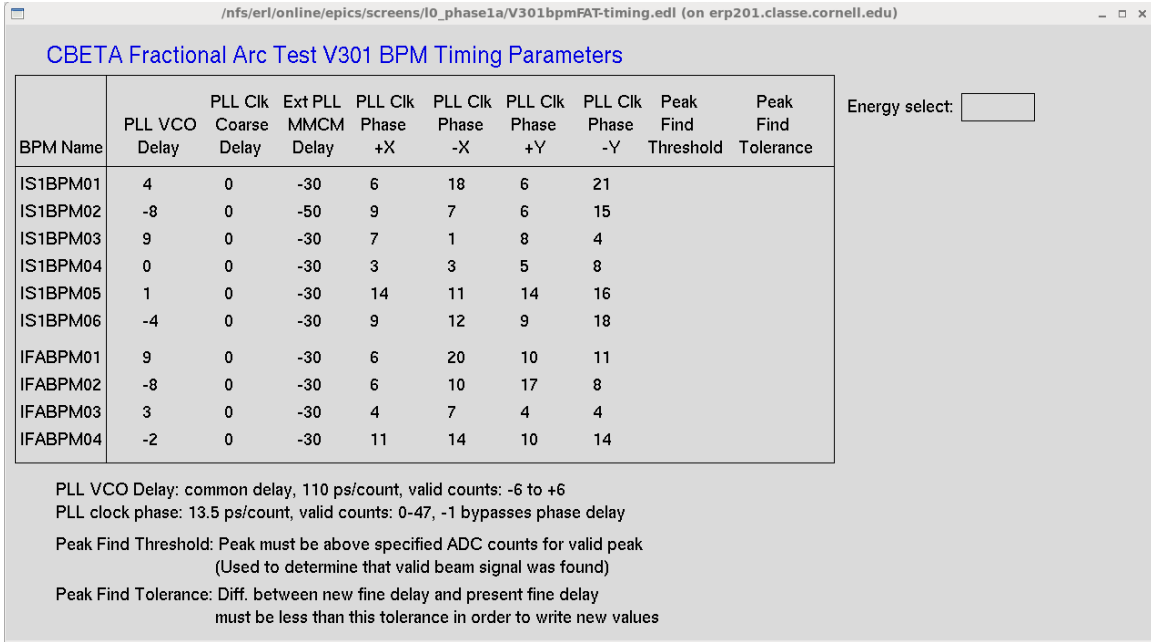 /nfs/erl/online/epics/screens/l0_phase1a/V301bpmFAT-timing.edl (on erp201.classe.cornell.edu)
CBETA Fractional Arc Test V301 BPM Timing Parameters
PLL Clk Ext PLL PLL Clk PLL Clk PLL Clk PLL Clk Peak Peak
PLL VCO Coarse MMCM Phase Phase Phase Phase Find Find
BPM Name Delay Delay Delay +X -X +Y -Y Threshold Tolerance
Energy select:
IS1BPM01 4 0 -30 6 18 6 21
IS1BPM02 -8 0 -50 9 7 6 15
IS1BPM03 9 0 -30 7 1 8 4
IS1BPM04 0 0 -30 3 3 5 8
IS1BPM05 1 0 -30 14 11 14 16
IS1BPM06 -4 0 -30 9 12 9 18
IFABPM01 9 0 -30 6 20 10 11
IFABPM02 -8 0 -30 6 10 17 8
IFABPM03 3 0 -30 4 7 4 4
IFABPM04 -2 0 -30 11 14 10 14
PLL VCO Delay: common delay, 110 ps/count, valid counts: -6 to +6
PLL clock phase: 13.5 ps/count, valid counts: 0-47, -1 bypasses phase delay
Peak Find Threshold: Peak must be above specified ADC counts for valid peak
(Used to determine that valid beam signal was found)
Peak Find Tolerance: Diff. between new fine delay and present fine delay
must be less than this tolerance in order to write new values